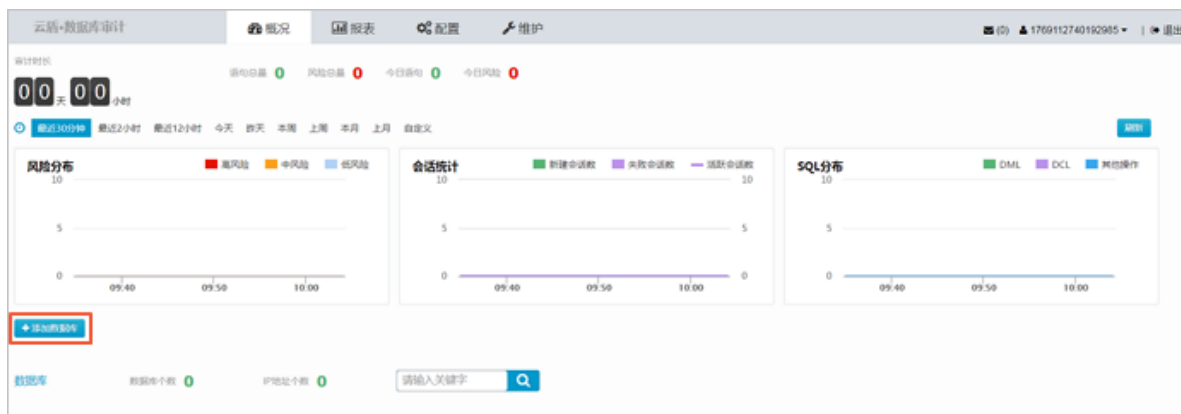 云盾•数据库审计 概况 报表 配置 维护 (0) 1769112740192985 | 退出
审计时长
语句总量 0 风险总量 0 今日语句 0 今日风险 0
00 天 00 小时
最近30分钟 最近2小时 最近12小时 今天 昨天 本周 上周 本月 上月 自定义 刷新
风险分布 高风险 中风险 低风险
10
5
0
09:40 09:50 10:00
会话统计 新建会话数 失败会话数 活跃会话数
10 10
5 5
0 0
09:40 09:50 10:00
SQL分布 DML DCL 其他操作
10
5
0
09:40 09:50 10:00
添加数据库
数据库 数据库个数 0 IP地址个数 0 请输入关键字